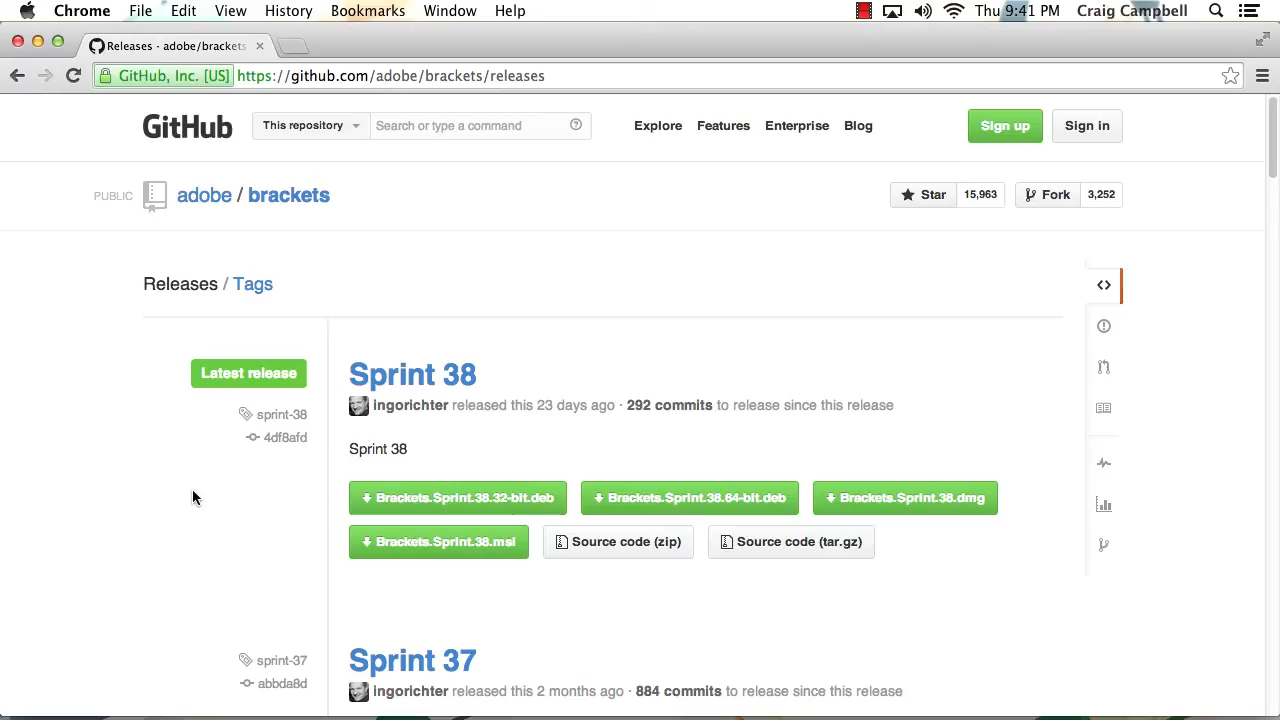 Chrome File Edit View History Bookmarks Window Help Thu 9:41 PM Craig Campbell
Releases · adobe/brackets
GitHub, Inc. [US] https://github.com/adobe/brackets/releases
GitHub This repository Search or type a command Explore Features Enterprise Blog Sign up Sign in
PUBLIC adobe / brackets Star 15,963 Fork 3,252
Releases / Tags
Latest release
sprint-38
4df8afd
Sprint 38
ingorichter released this 23 days ago · 292 commits to release since this release
Sprint 38
Brackets.Sprint.38.32-bit.deb Brackets.Sprint.38.64-bit.deb Brackets.Sprint.38.dmg
Brackets.Sprint.38.msi Source code (zip) Source code (tar.gz)
sprint-37
abbda8d
Sprint 37
ingorichter released this 2 months ago · 884 commits to release since this release